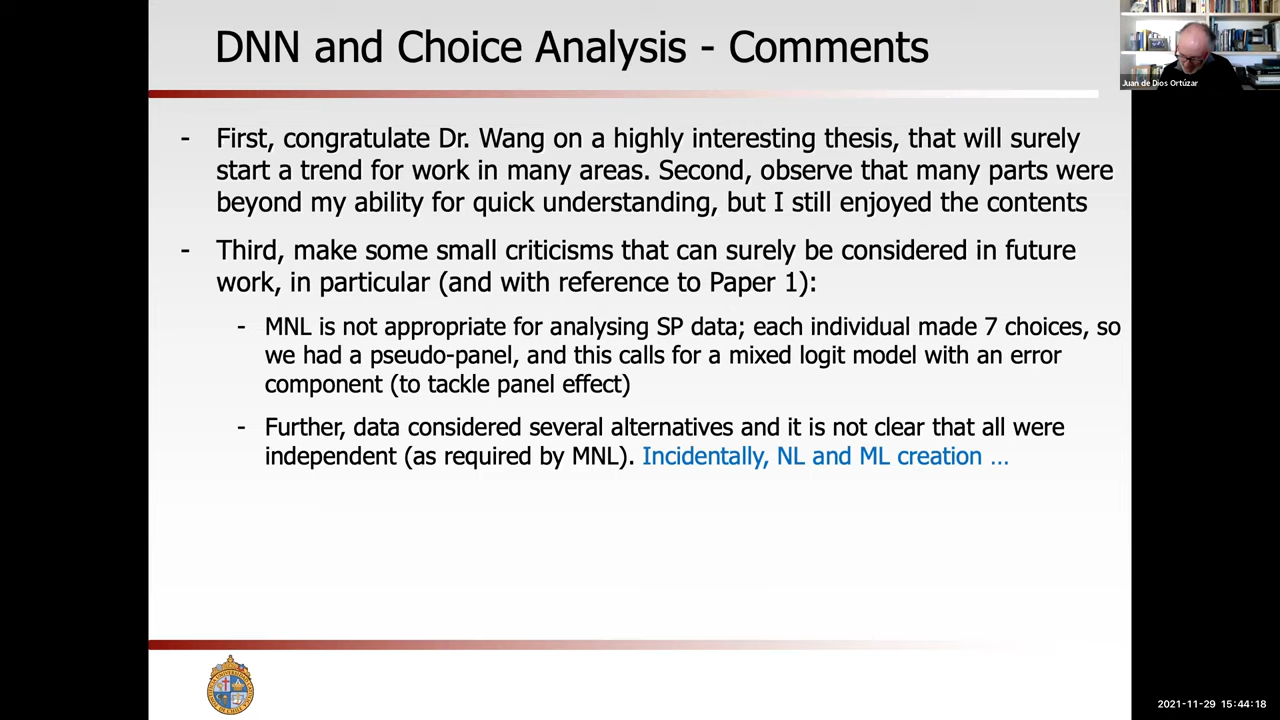 DNN and Choice Analysis - Comments
Juan de Dios Ortúzar
- First, congratulate Dr. Wang on a highly interesting thesis, that will surely
start a trend for work in many areas. Second, observe that many parts were
beyond my ability for quick understanding, but I still enjoyed the contents
- Third, make some small criticisms that can surely be considered in future
work, in particular (and with reference to Paper 1):
- MNL is not appropriate for analysing SP data; each individual made 7 choices, so
we had a pseudo-panel, and this calls for a mixed logit model with an error
component (to tackle panel effect)
- Further, data considered several alternatives and it is not clear that all were
independent (as required by MNL). Incidentally, NL and ML creation ...
2021-11-29 15:44:18